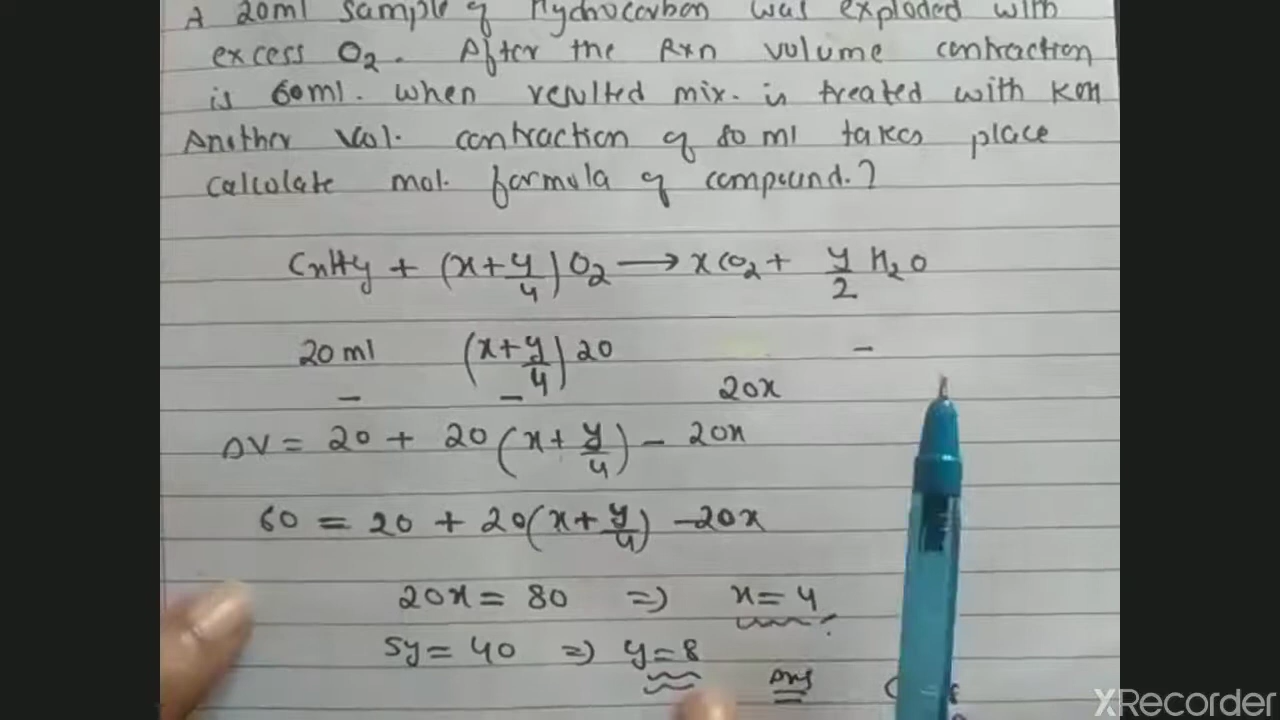 A 20ml sample of Hydrocarbon was exploded with
excess O₂. After the Rxn volume contraction
is 60ml. when resulted mix. is treated with KOH
Another Vol. contraction of 80 ml takes place
calculate mol. formula of compound.?
CxHy + (x+y/4)O₂ ⟶ xCO₂ + y/2 H₂O
20ml (x+y/4)20 –
– – 20x
ΔV = 20 + 20(x+y/4) – 20x
60 = 20 + 20(x+y/4) – 20x
20x = 80 ⇒ x=4
5y = 40 ⇒ y=8
Ans
XRecorder